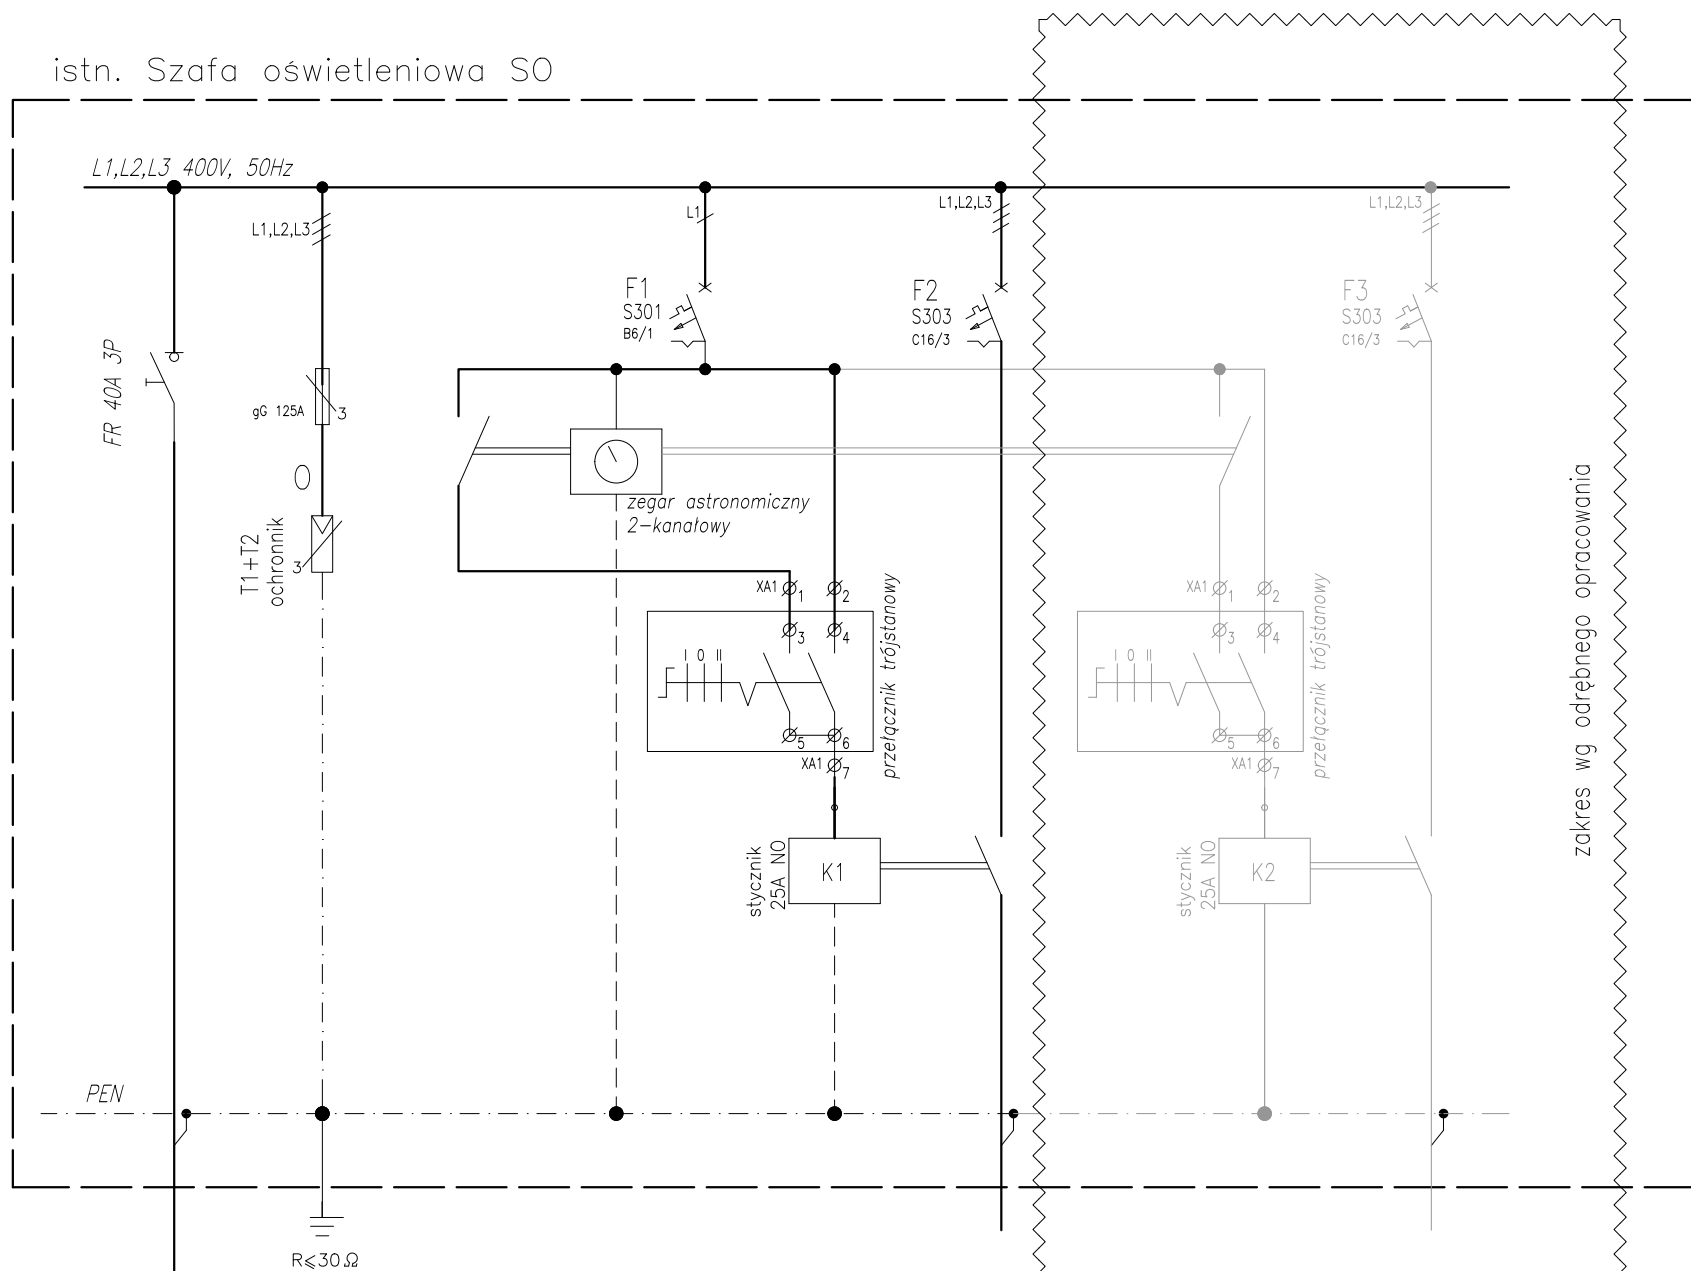 istn. Szafa oświetleniowa SO
L1,L2,L3 400V, 50Hz
L1,L2,L3
L1
L1,L2,L3
L1,L2,L3
F1
S301
B6/1
F2
S303
C16/3
F3
S303
C16/3
FR 40A 3P
gG 125A
3
zegar astronomiczny
2-kanałowy
T1+T2
ochronnik
3
XA1
1
2
3
4
I 0 II
5
6
XA1
7
przełącznik trójstanowy
XA1
1
2
3
4
I 0 II
5
6
XA1
7
przełącznik trójstanowy
zakres wg odrębnego opracowania
stycznik
25A NO
K1
stycznik
25A NO
K2
PEN
R⩽30Ω